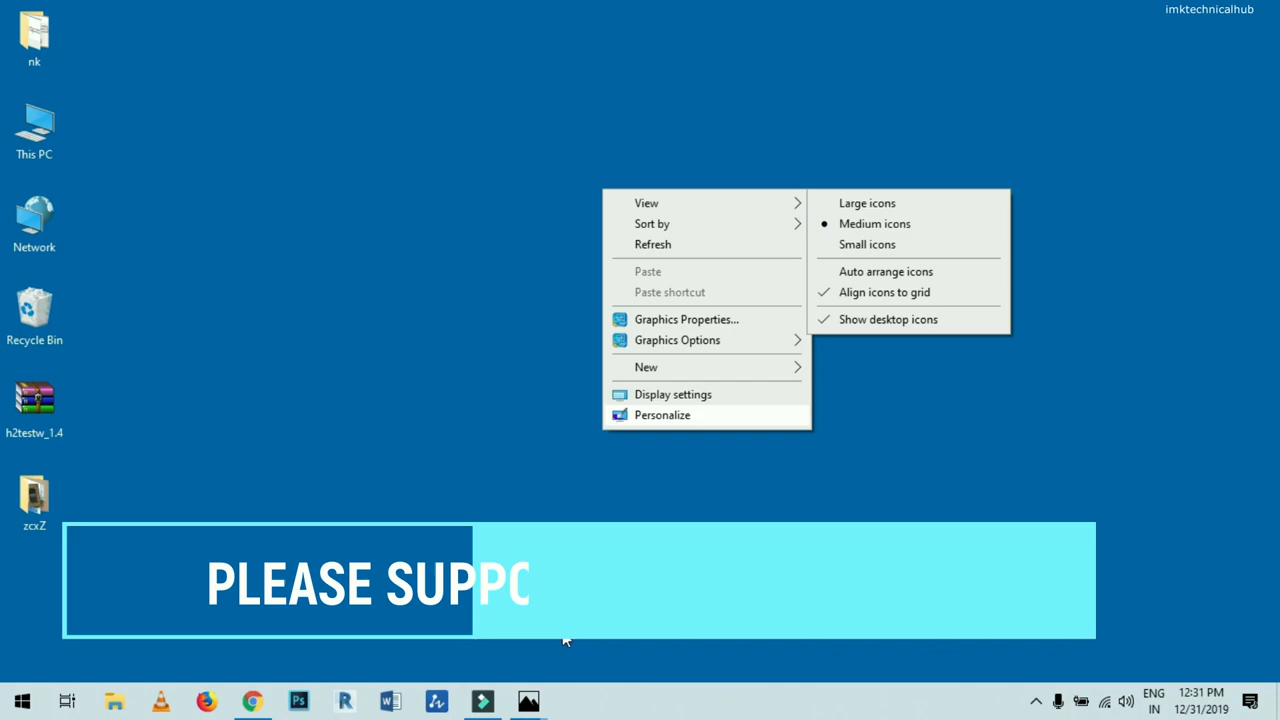 imktechnicalhub
nk
This PC
Network
Recycle Bin
h2testw_1.4
zcxZ
View
Sort by
Refresh
Paste
Paste shortcut
Graphics Properties...
Graphics Options
New
Display settings
Personalize
Large icons
Medium icons
Small icons
Auto arrange icons
Align icons to grid
Show desktop icons
PLEASE SUPPO
Ps
R
W
ENG
IN
12:31 PM
12/31/2019